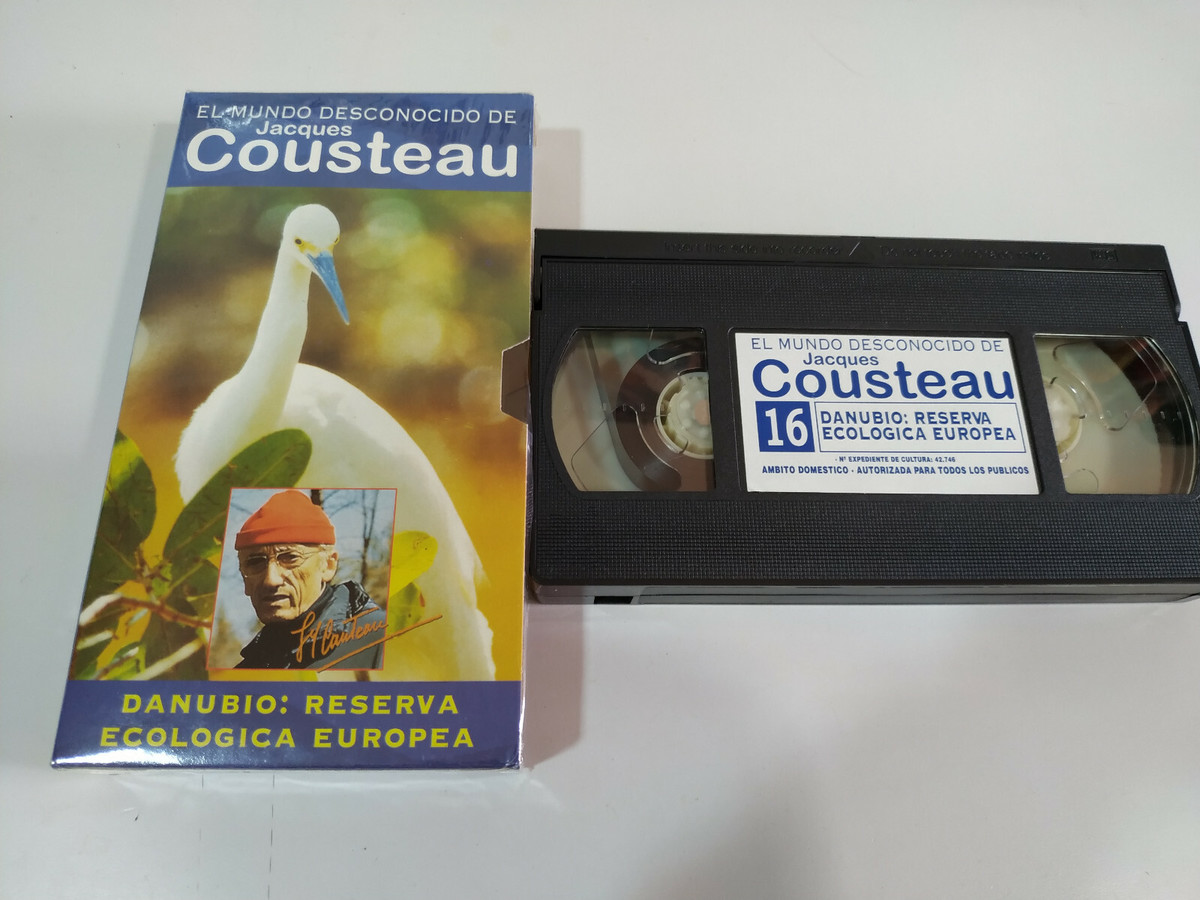 EL MUNDO DESCONOCIDO DE
Jacques
Cousteau
J Y Cousteau
DANUBIO: RESERVA
ECOLOGICA EUROPEA
EL MUNDO DESCONOCIDO DE
Jacques
Cousteau
16
DANUBIO: RESERVA
ECOLOGICA EUROPEA
- Nº EXPEDIENTE DE CULTURA: 42.746
AMBITO DOMESTICO - AUTORIZADA PARA TODOS LOS PUBLICOS